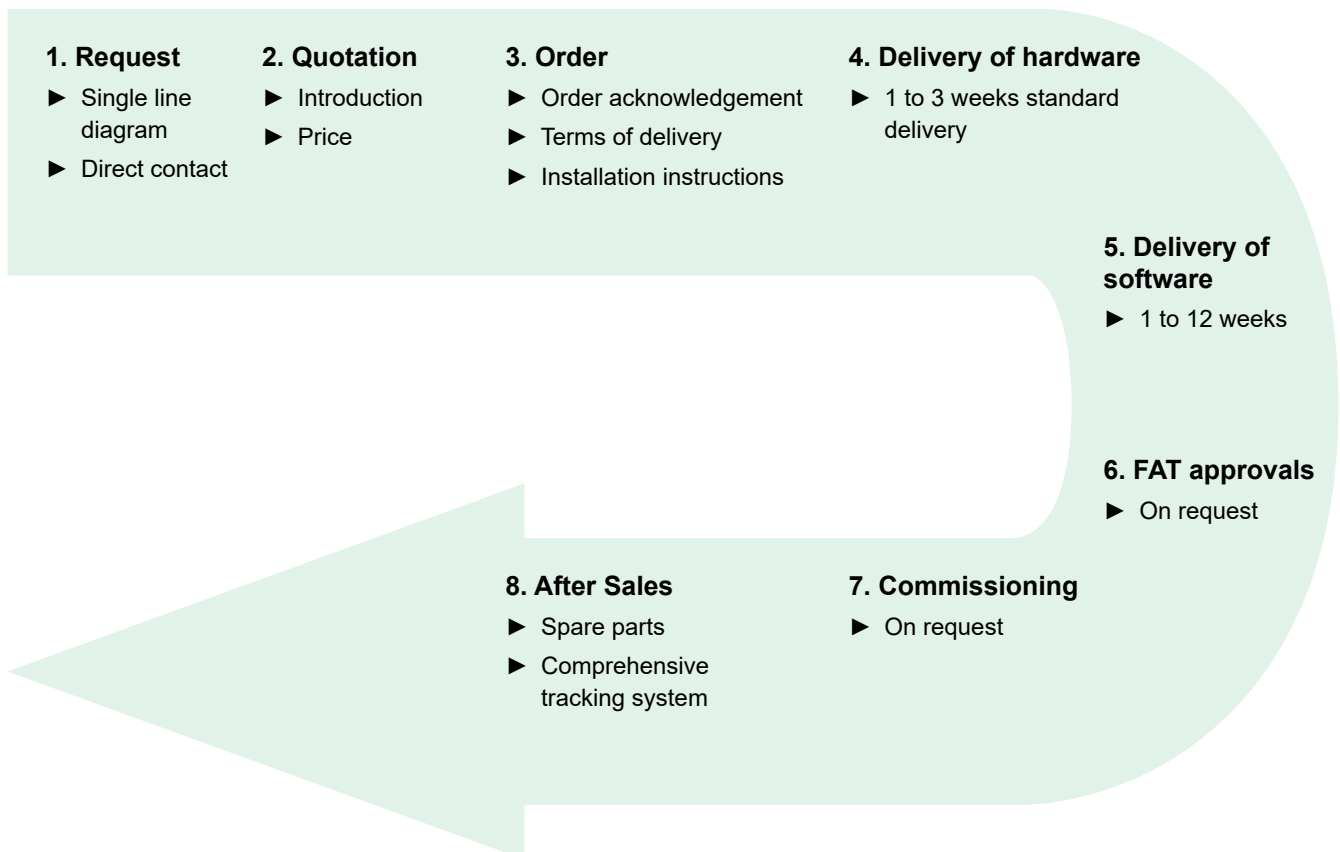 1. Request
► Single line
diagram
► Direct contact
2. Quotation
► Introduction
► Price
3. Order
► Order acknowledgement
► Terms of delivery
► Installation instructions
4. Delivery of hardware
► 1 to 3 weeks standard
delivery
5. Delivery of
software
► 1 to 12 weeks
6. FAT approvals
► On request
7. Commissioning
► On request
8. After Sales
► Spare parts
► Comprehensive
tracking system